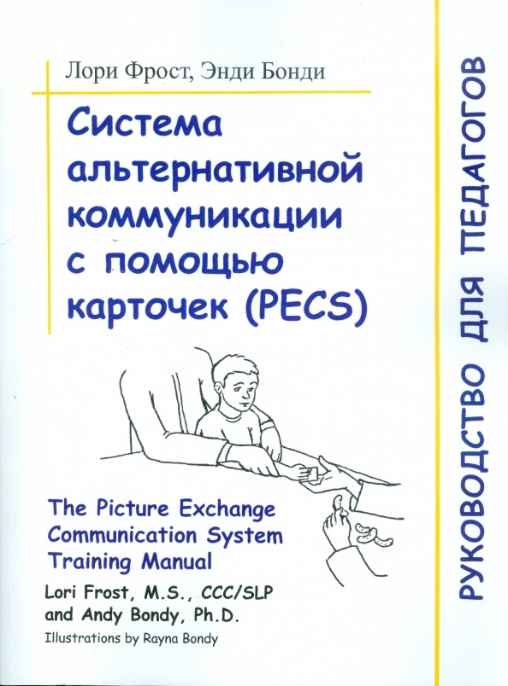 Лори Фрост, Энди Бонди
Система
альтернативной
коммуникации
с помощью
карточек (PECS)
The Picture Exchange
Communication System
Training Manual
Lori Frost, M.S., CCC/SLP
and Andy Bondy, Ph.D.
Illustrations by Rayna Bondy
РУКОВОДСТВО ДЛЯ ПЕДАГОГОВ